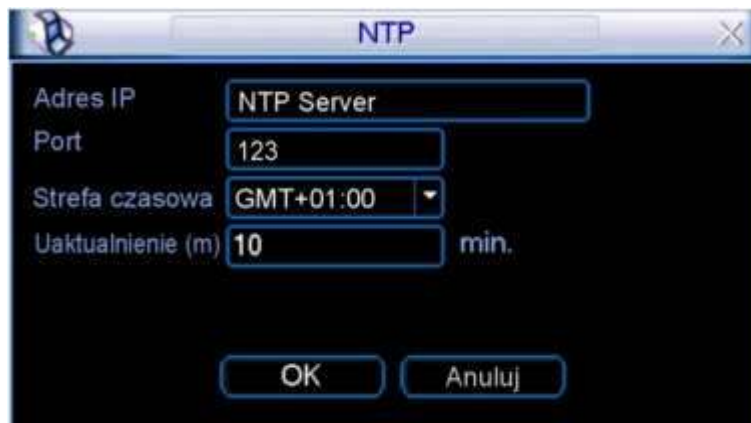 NTP
Adres IP NTP Server
Port 123
Strefa czasowa GMT+01:00
Uaktualnienie (m) 10 min.
OK Anuluj